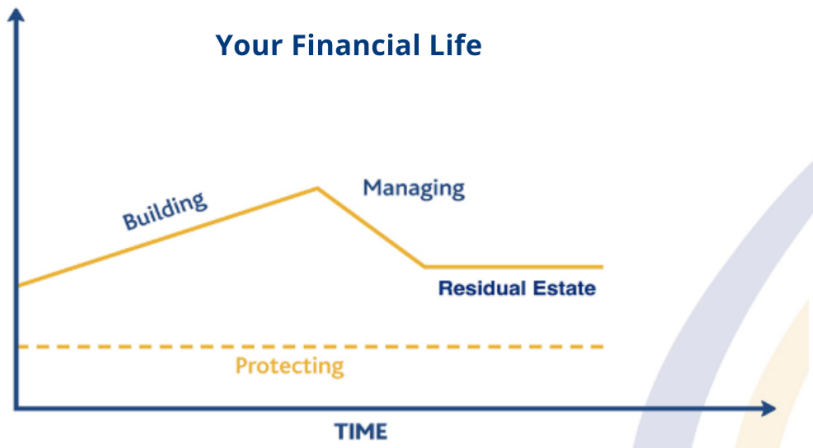 Your Financial Life
Building
Managing
Residual Estate
Protecting
TIME